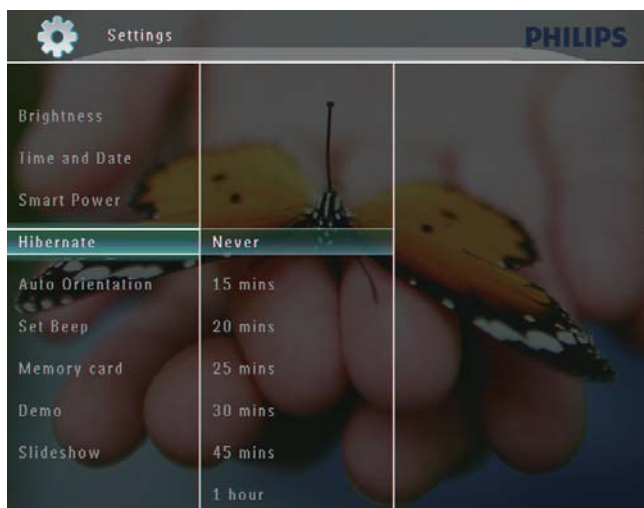 Settings
PHILIPS
Brightness
Time and Date
Smart Power
Hibernate
Auto Orientation
Set Beep
Memory card
Demo
Slideshow
Never
15 mins
20 mins
25 mins
30 mins
45 mins
1 hour